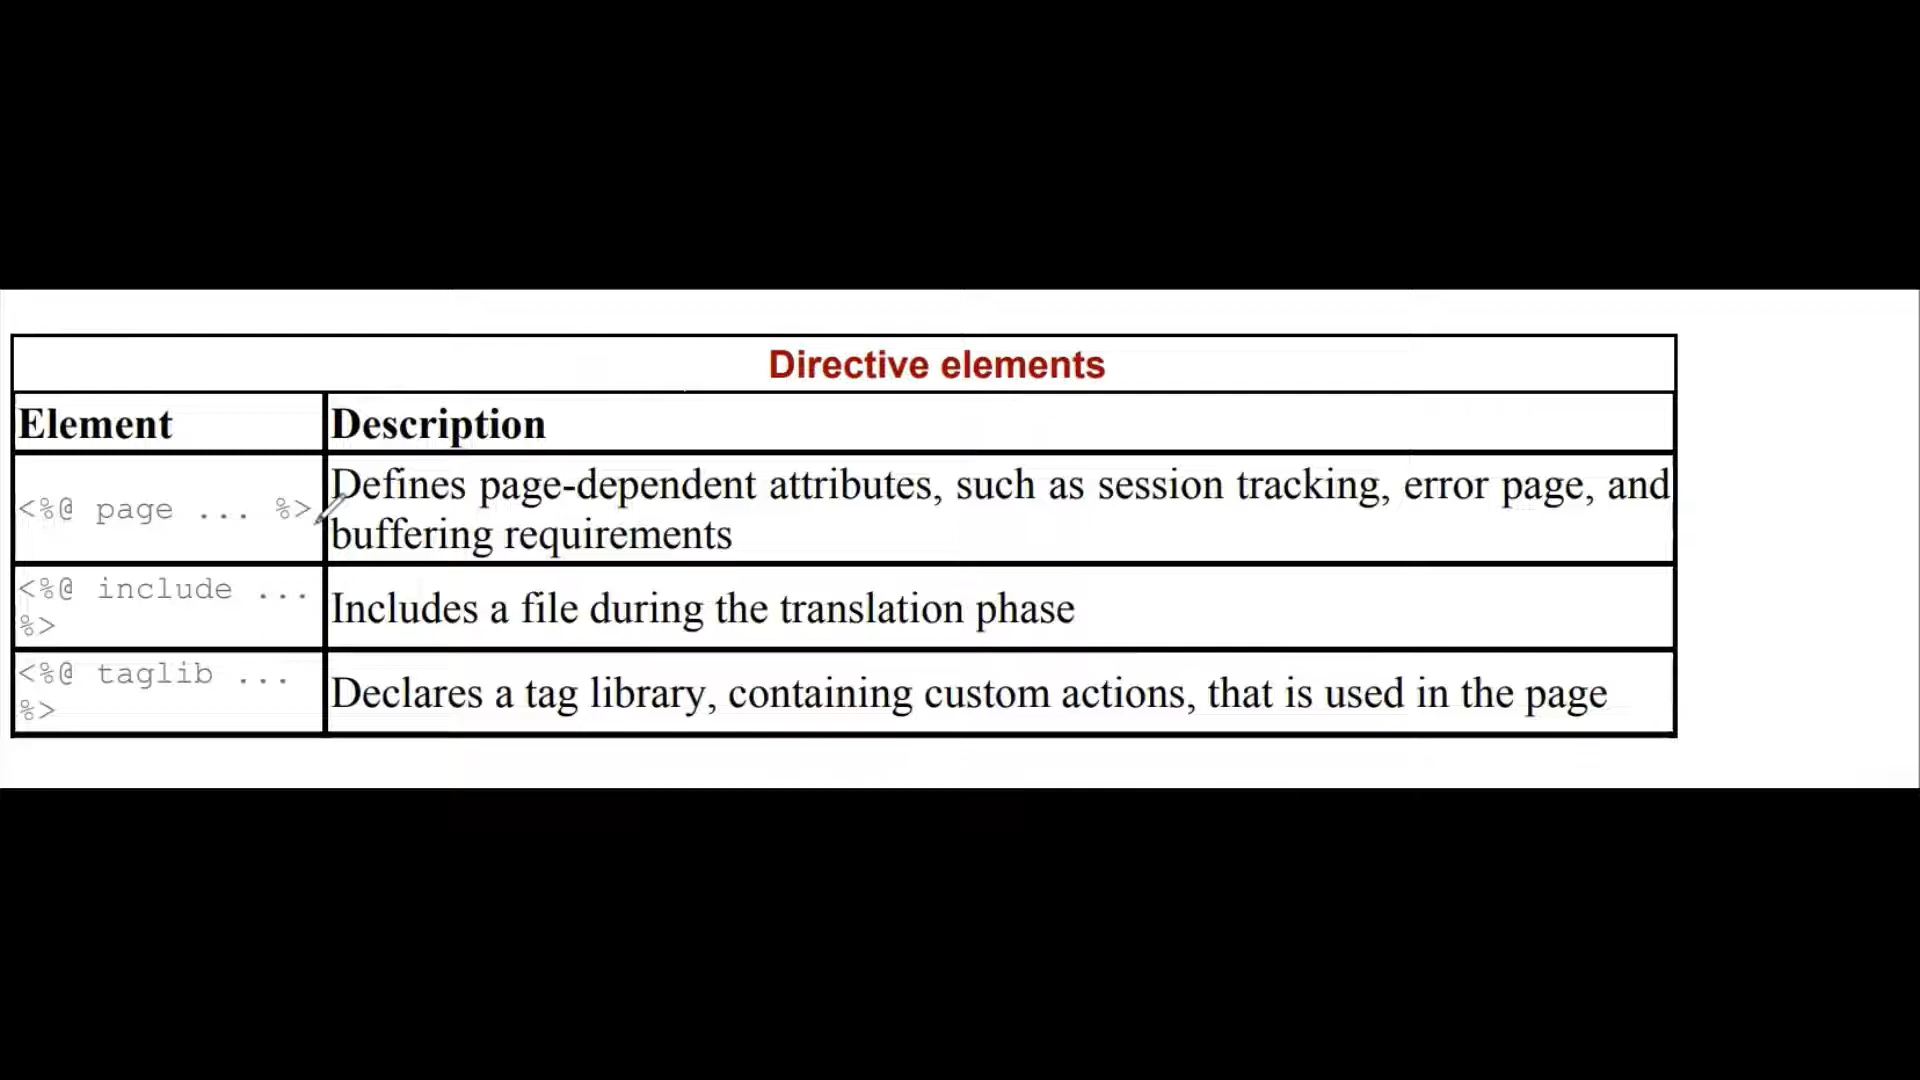 Directive elements
Element Description
<%@ page ... %> Defines page-dependent attributes, such as session tracking, error page, and
buffering requirements
<%@ include ...
%> Includes a file during the translation phase
<%@ taglib ...
%> Declares a tag library, containing custom actions, that is used in the page